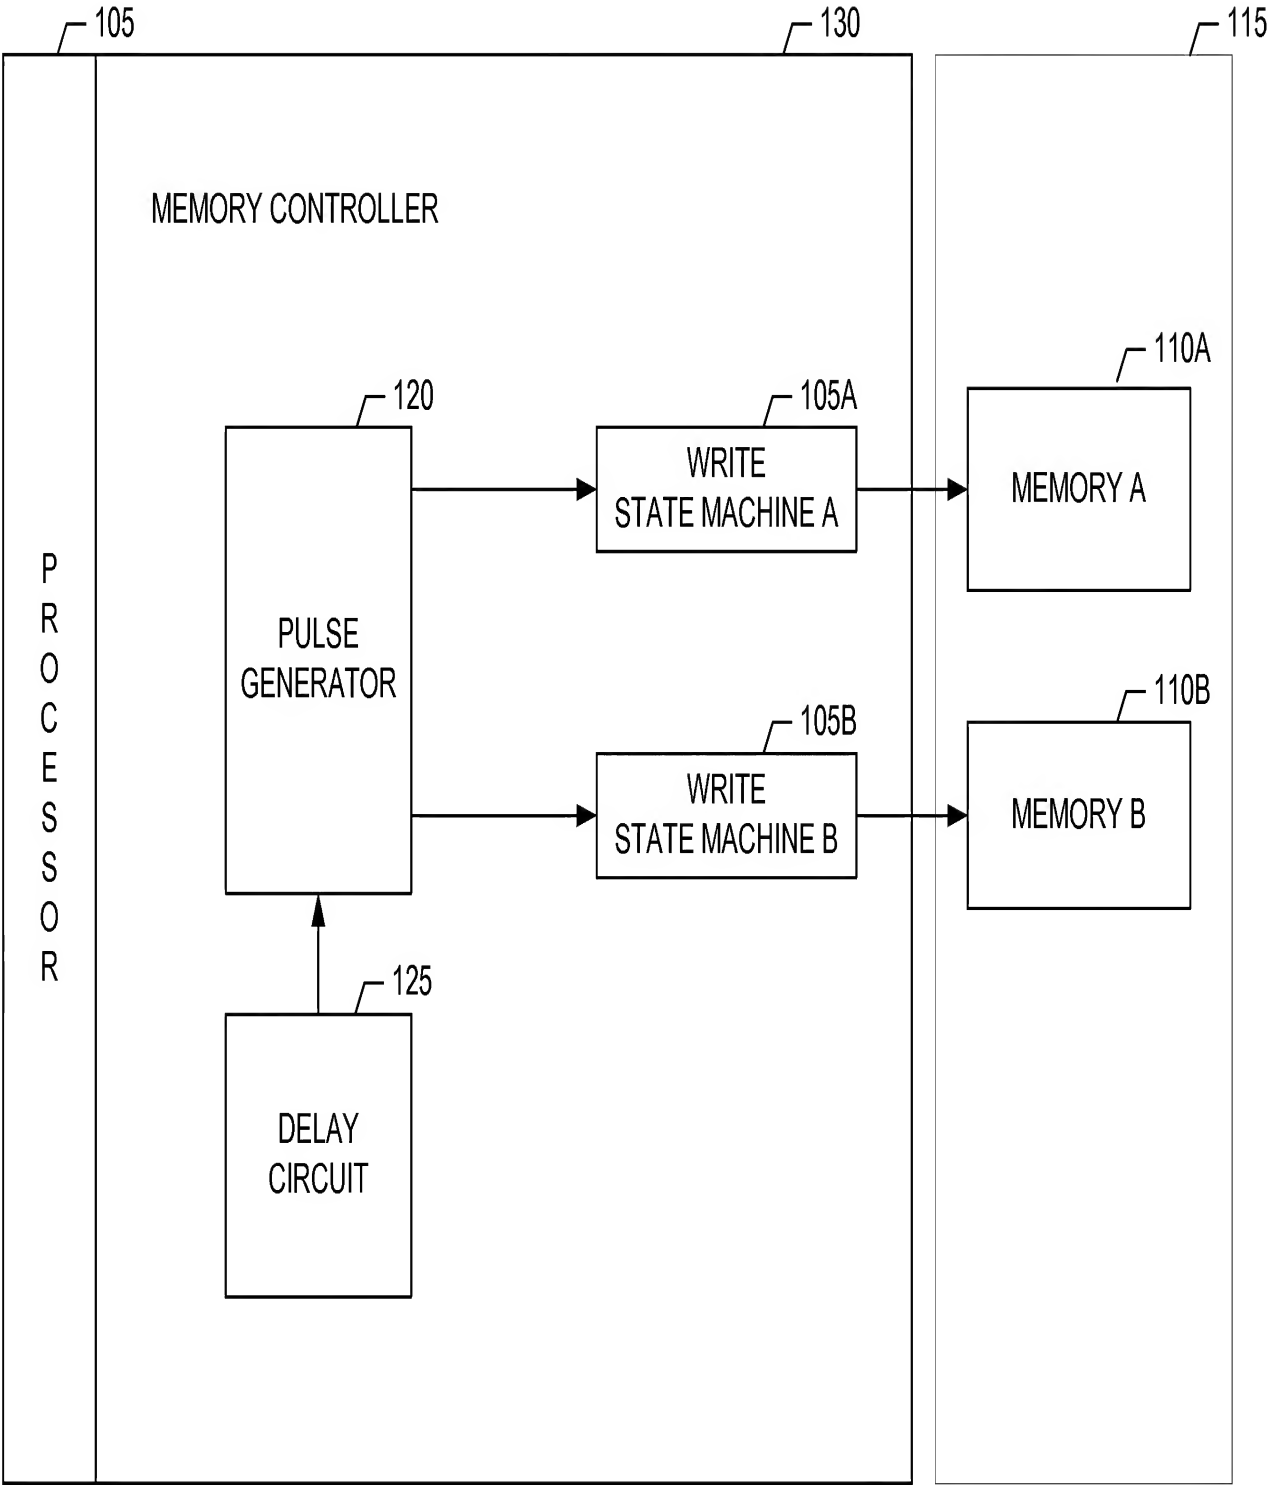 105
130
115
MEMORY CONTROLLER
110A
120
105A
WRITE
STATE MACHINE A
MEMORY A
PROCESSOR
PULSE
GENERATOR
110B
105B
WRITE
STATE MACHINE B
MEMORY B
125
DELAY
CIRCUIT